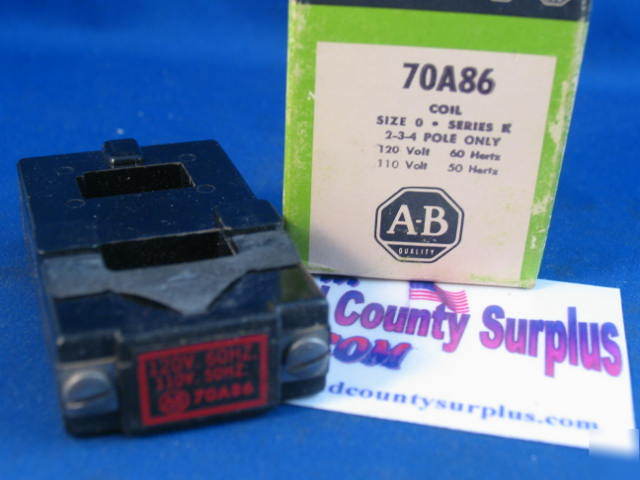 70A86
COIL
SIZE 0 • SERIES K
2-3-4 POLE ONLY
120 Volt 60 Hertz
110 Volt 50 Hertz
A-B
QUALITY
County Surplus
.COM
dcountysurplus.com
120V. 60HZ.
110V. 50HZ.
70A86